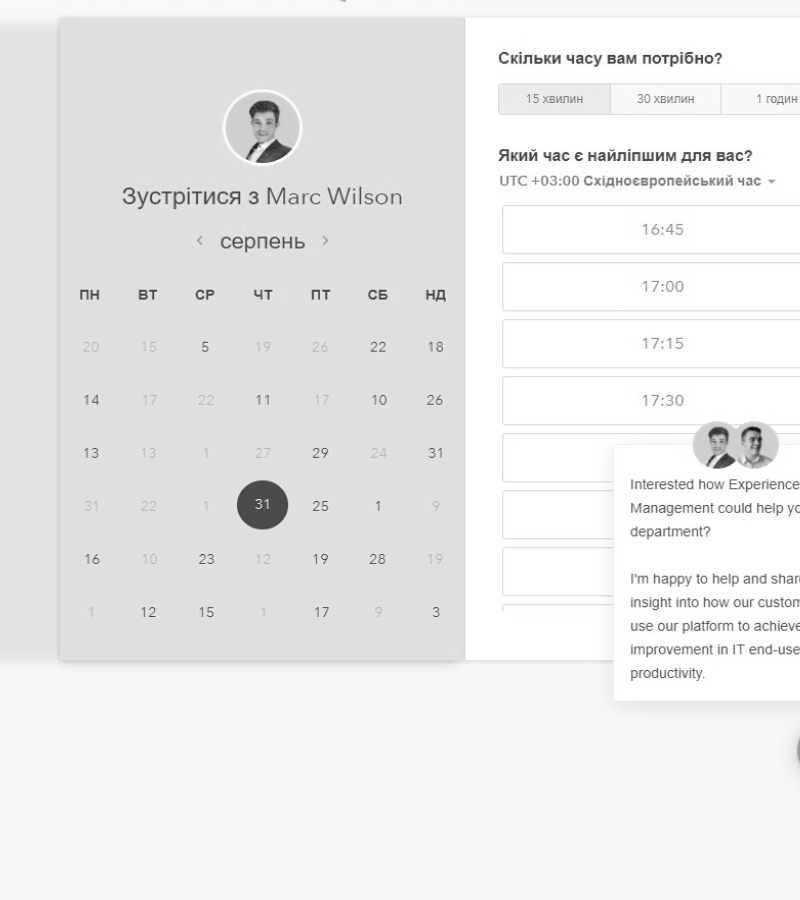 Зустрітися з Marc Wilson
серпень
ПН ВТ СР ЧТ ПТ СБ НД
20 15 5 19 26 22 18
14 17 22 11 17 10 26
13 13 1 27 29 24 31
31 22 1 31 25 1 9
16 10 23 12 19 28 19
1 12 15 1 17 9 3
Скільки часу вам потрібно?
15 хвилин 30 хвилин 1 годин
Який час є найліпшим для вас?
UTC +03:00 Східноєвропейський час
16:45
17:00
17:15
17:30
Interested how Experience
Management could help yo
department?
I'm happy to help and share
insight into how our custom
use our platform to achieve
improvement in IT end-use
productivity.